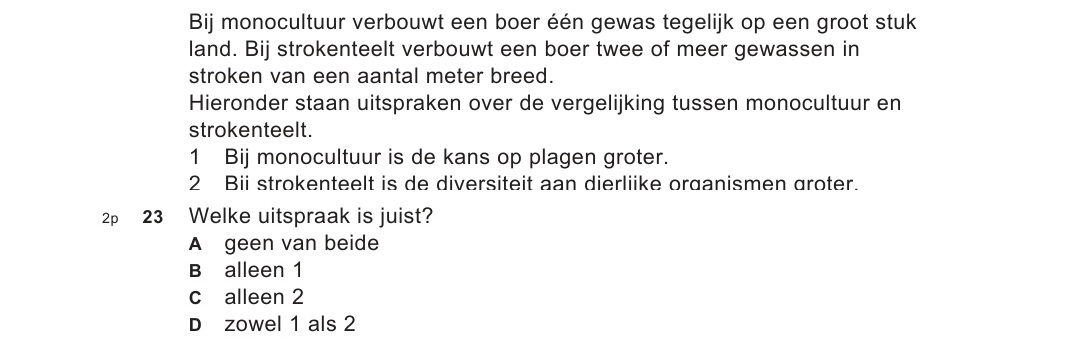 Bij monocultuur verbouwt een boer één gewas tegelijk op een groot stuk
land. Bij strokenteelt verbouwt een boer twee of meer gewassen in
stroken van een aantal meter breed.
Hieronder staan uitspraken over de vergelijking tussen monocultuur en
strokenteelt.
1 Bij monocultuur is de kans op plagen groter.
2 Bij strokenteelt is de diversiteit aan dierlijke organismen groter.
2p 23 Welke uitspraak is juist?
A geen van beide
B alleen 1
C alleen 2
D zowel 1 als 2